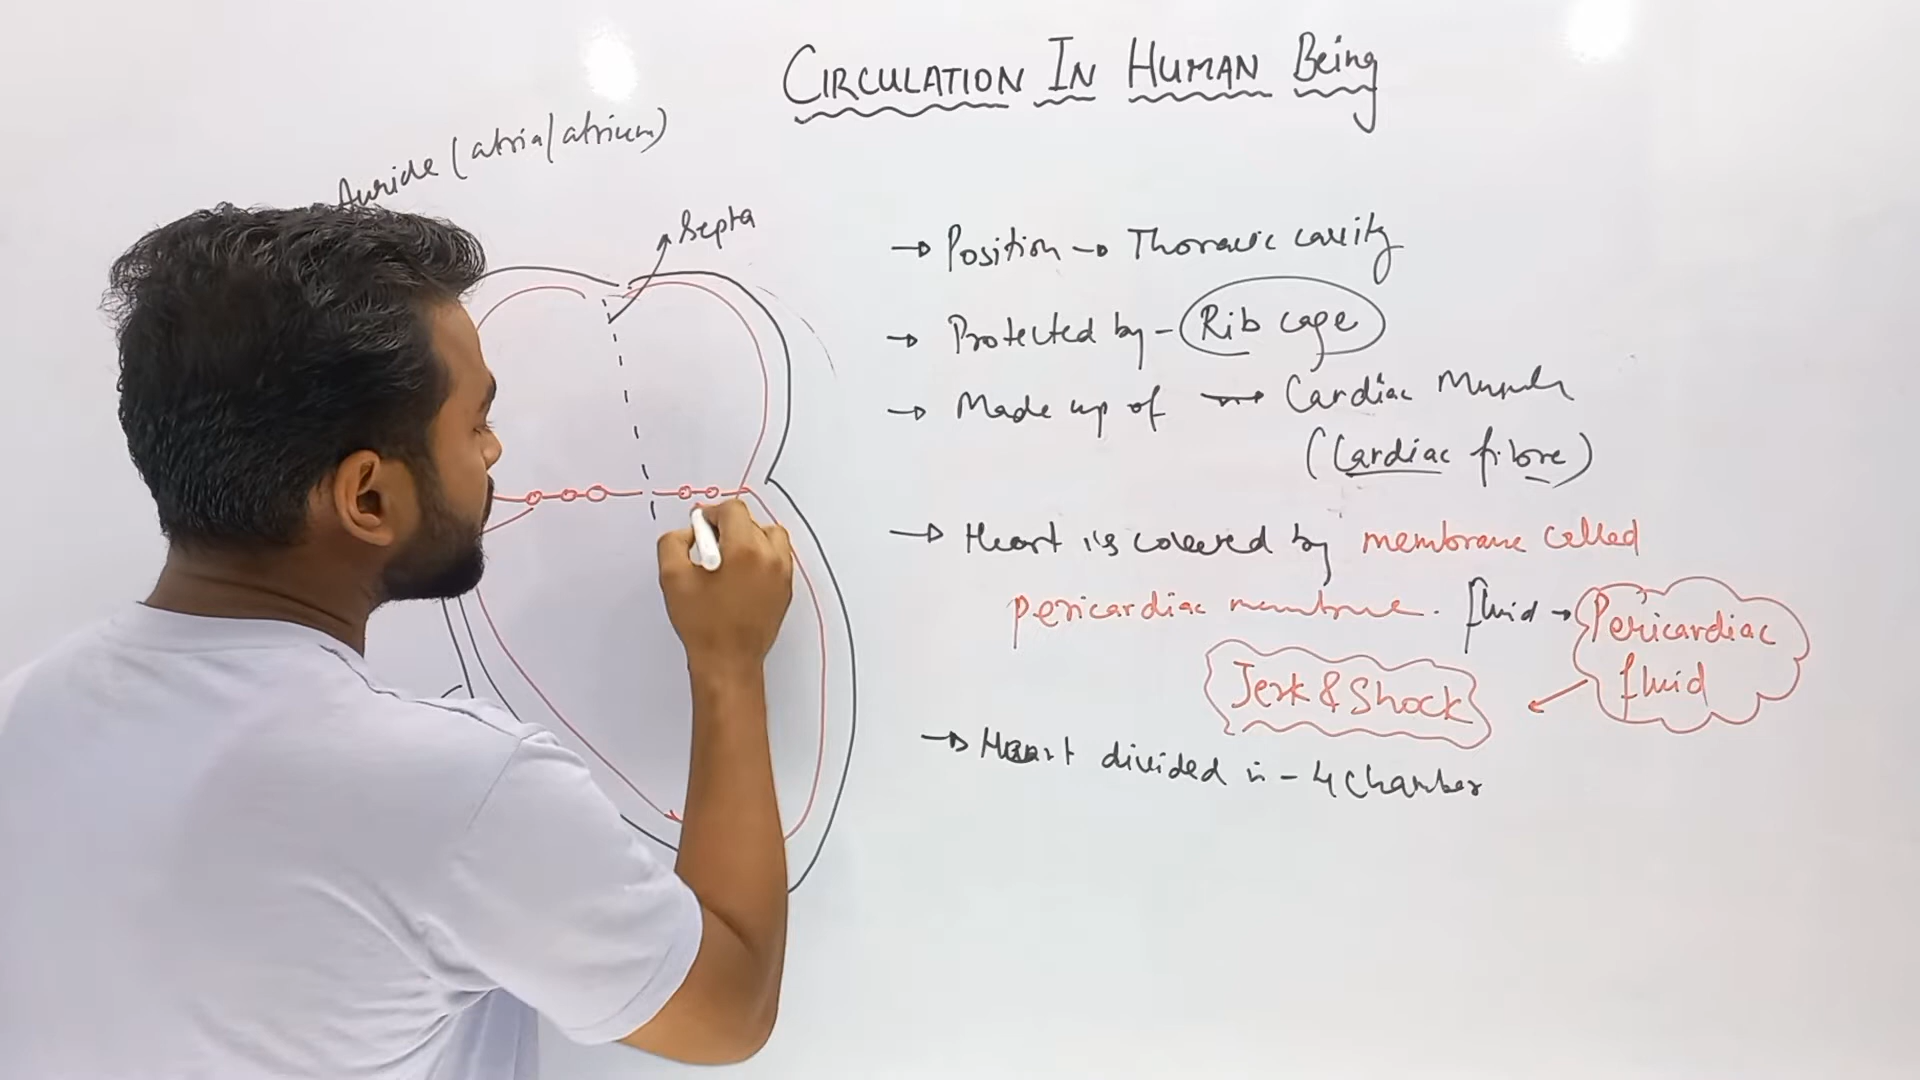 CIRCULATION IN HUMAN Being
Auricle (atria/atrium)
Septa
→ Position → Thoracic cavity
→ Protected by - Rib cage
→ Made up of → Cardiac Muscle
(Cardiac fibre)
→ Heart is covered by membrane called
pericardiac membrane. fluid → Pericardiac
fluid
Jerk & Shock
→ Heart divided in - 4 Chamber